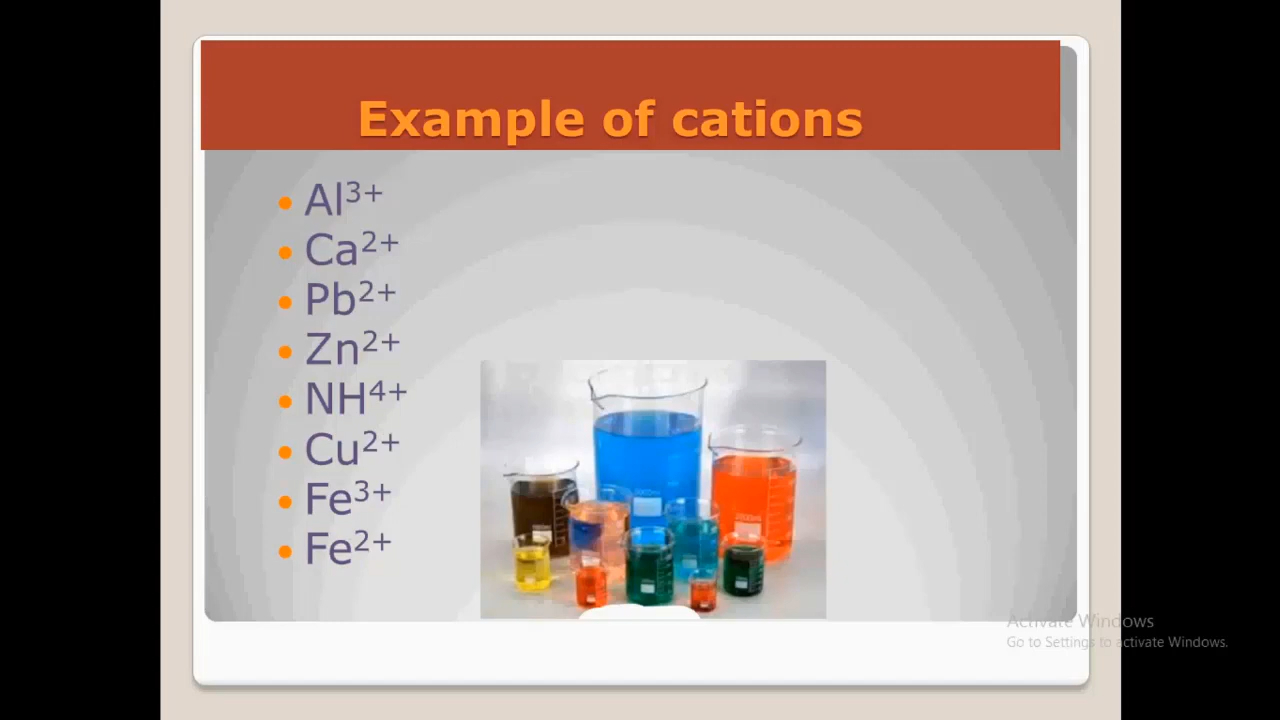 Example of cations
• Al³⁺
• Ca²⁺
• Pb²⁺
• Zn²⁺
• NH⁴⁺
• Cu²⁺
• Fe³⁺
• Fe²⁺
Activate Windows
Go to Settings to activate Windows.